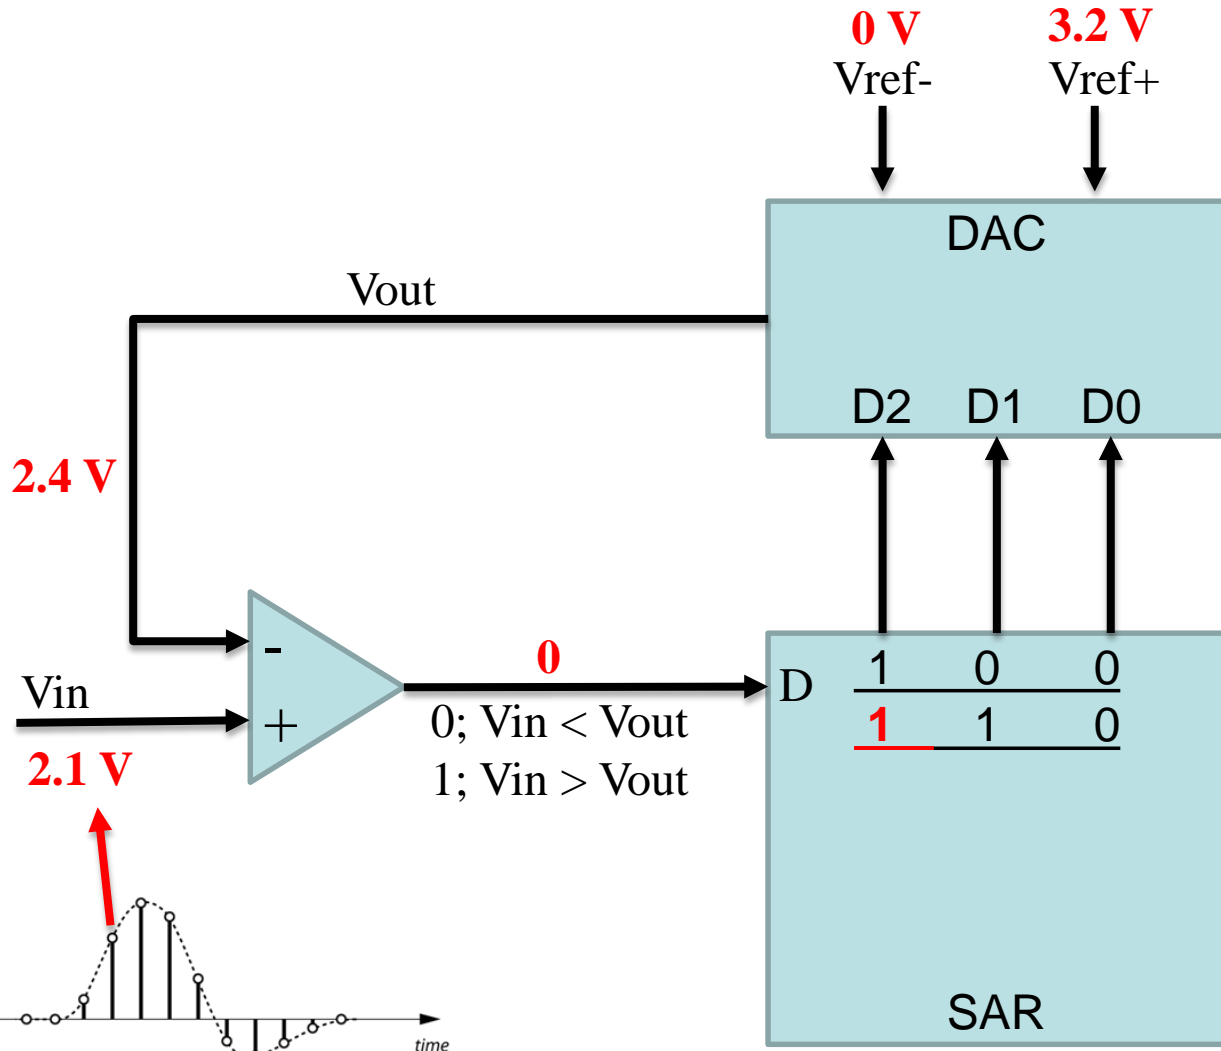 0 V 3.2 V
Vref- Vref+
DAC
Vout
D2 D1 D0
2.4 V
-
0
1 0 0
D
Vin
+
0; Vin < Vout
1 1 0
2.1 V
1; Vin > Vout
SAR
time